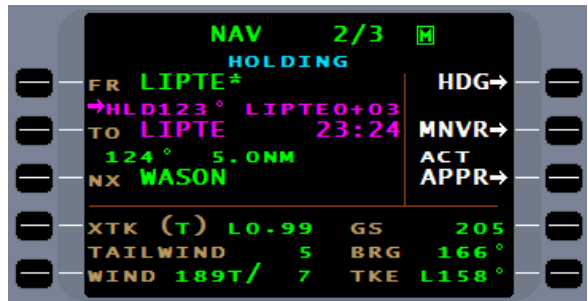 NAV 2/3 M
HOLDING
FR LIPTE* HDG→
→HLD123° LIPTE0+03
TO LIPTE 23:24 MNVR→
124° 5.0NM ACT
NX WASON APPR→
XTK (T) L0.99 GS 205
TAILWIND 5 BRG 166°
WIND 189T/ 7 TKE L158°